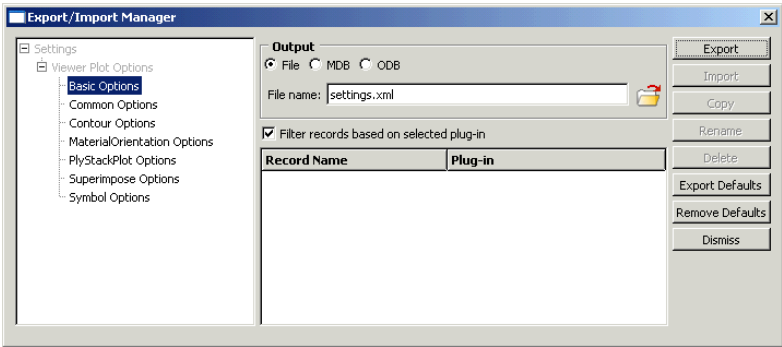 Export/Import Manager
Settings
Viewer Plot Options
Basic Options
Common Options
Contour Options
MaterialOrientation Options
PlyStackPlot Options
Superimpose Options
Symbol Options
Output
File MDB ODB
File name: settings.xml
Filter records based on selected plug-in
Record Name Plug-in
Export
Import
Copy
Rename
Delete
Export Defaults
Remove Defaults
Dismiss